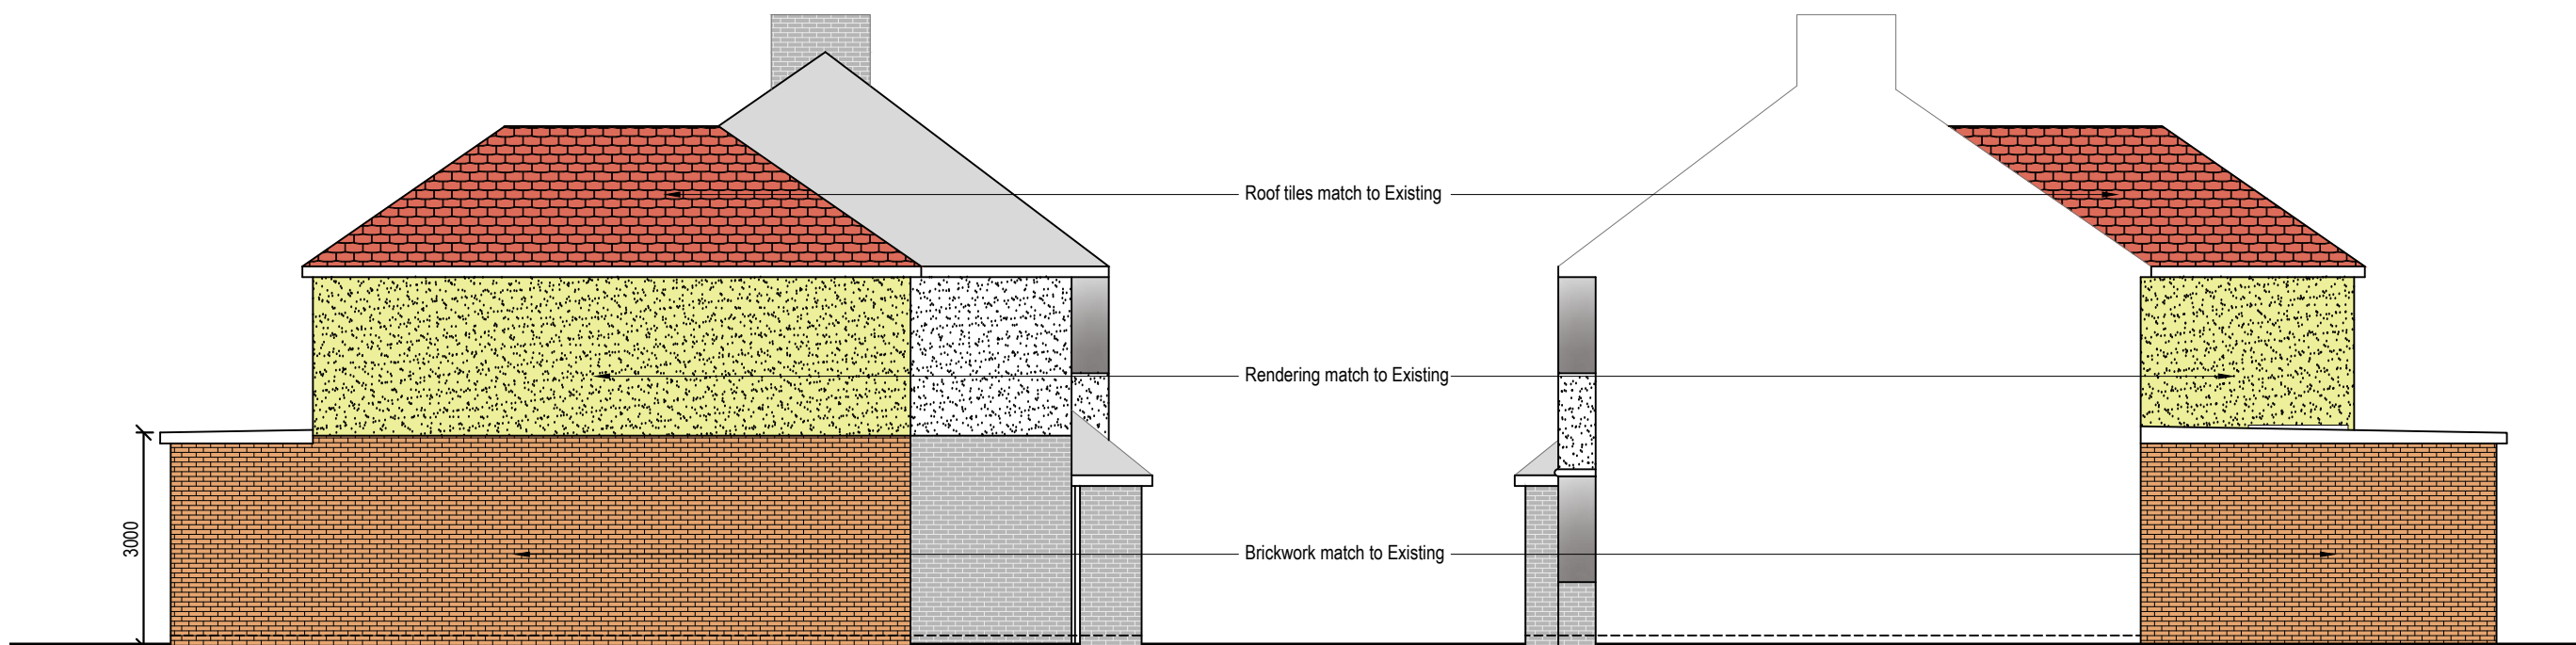 Roof tiles match to Existing
Rendering match to Existing
3000
Brickwork match to Existing